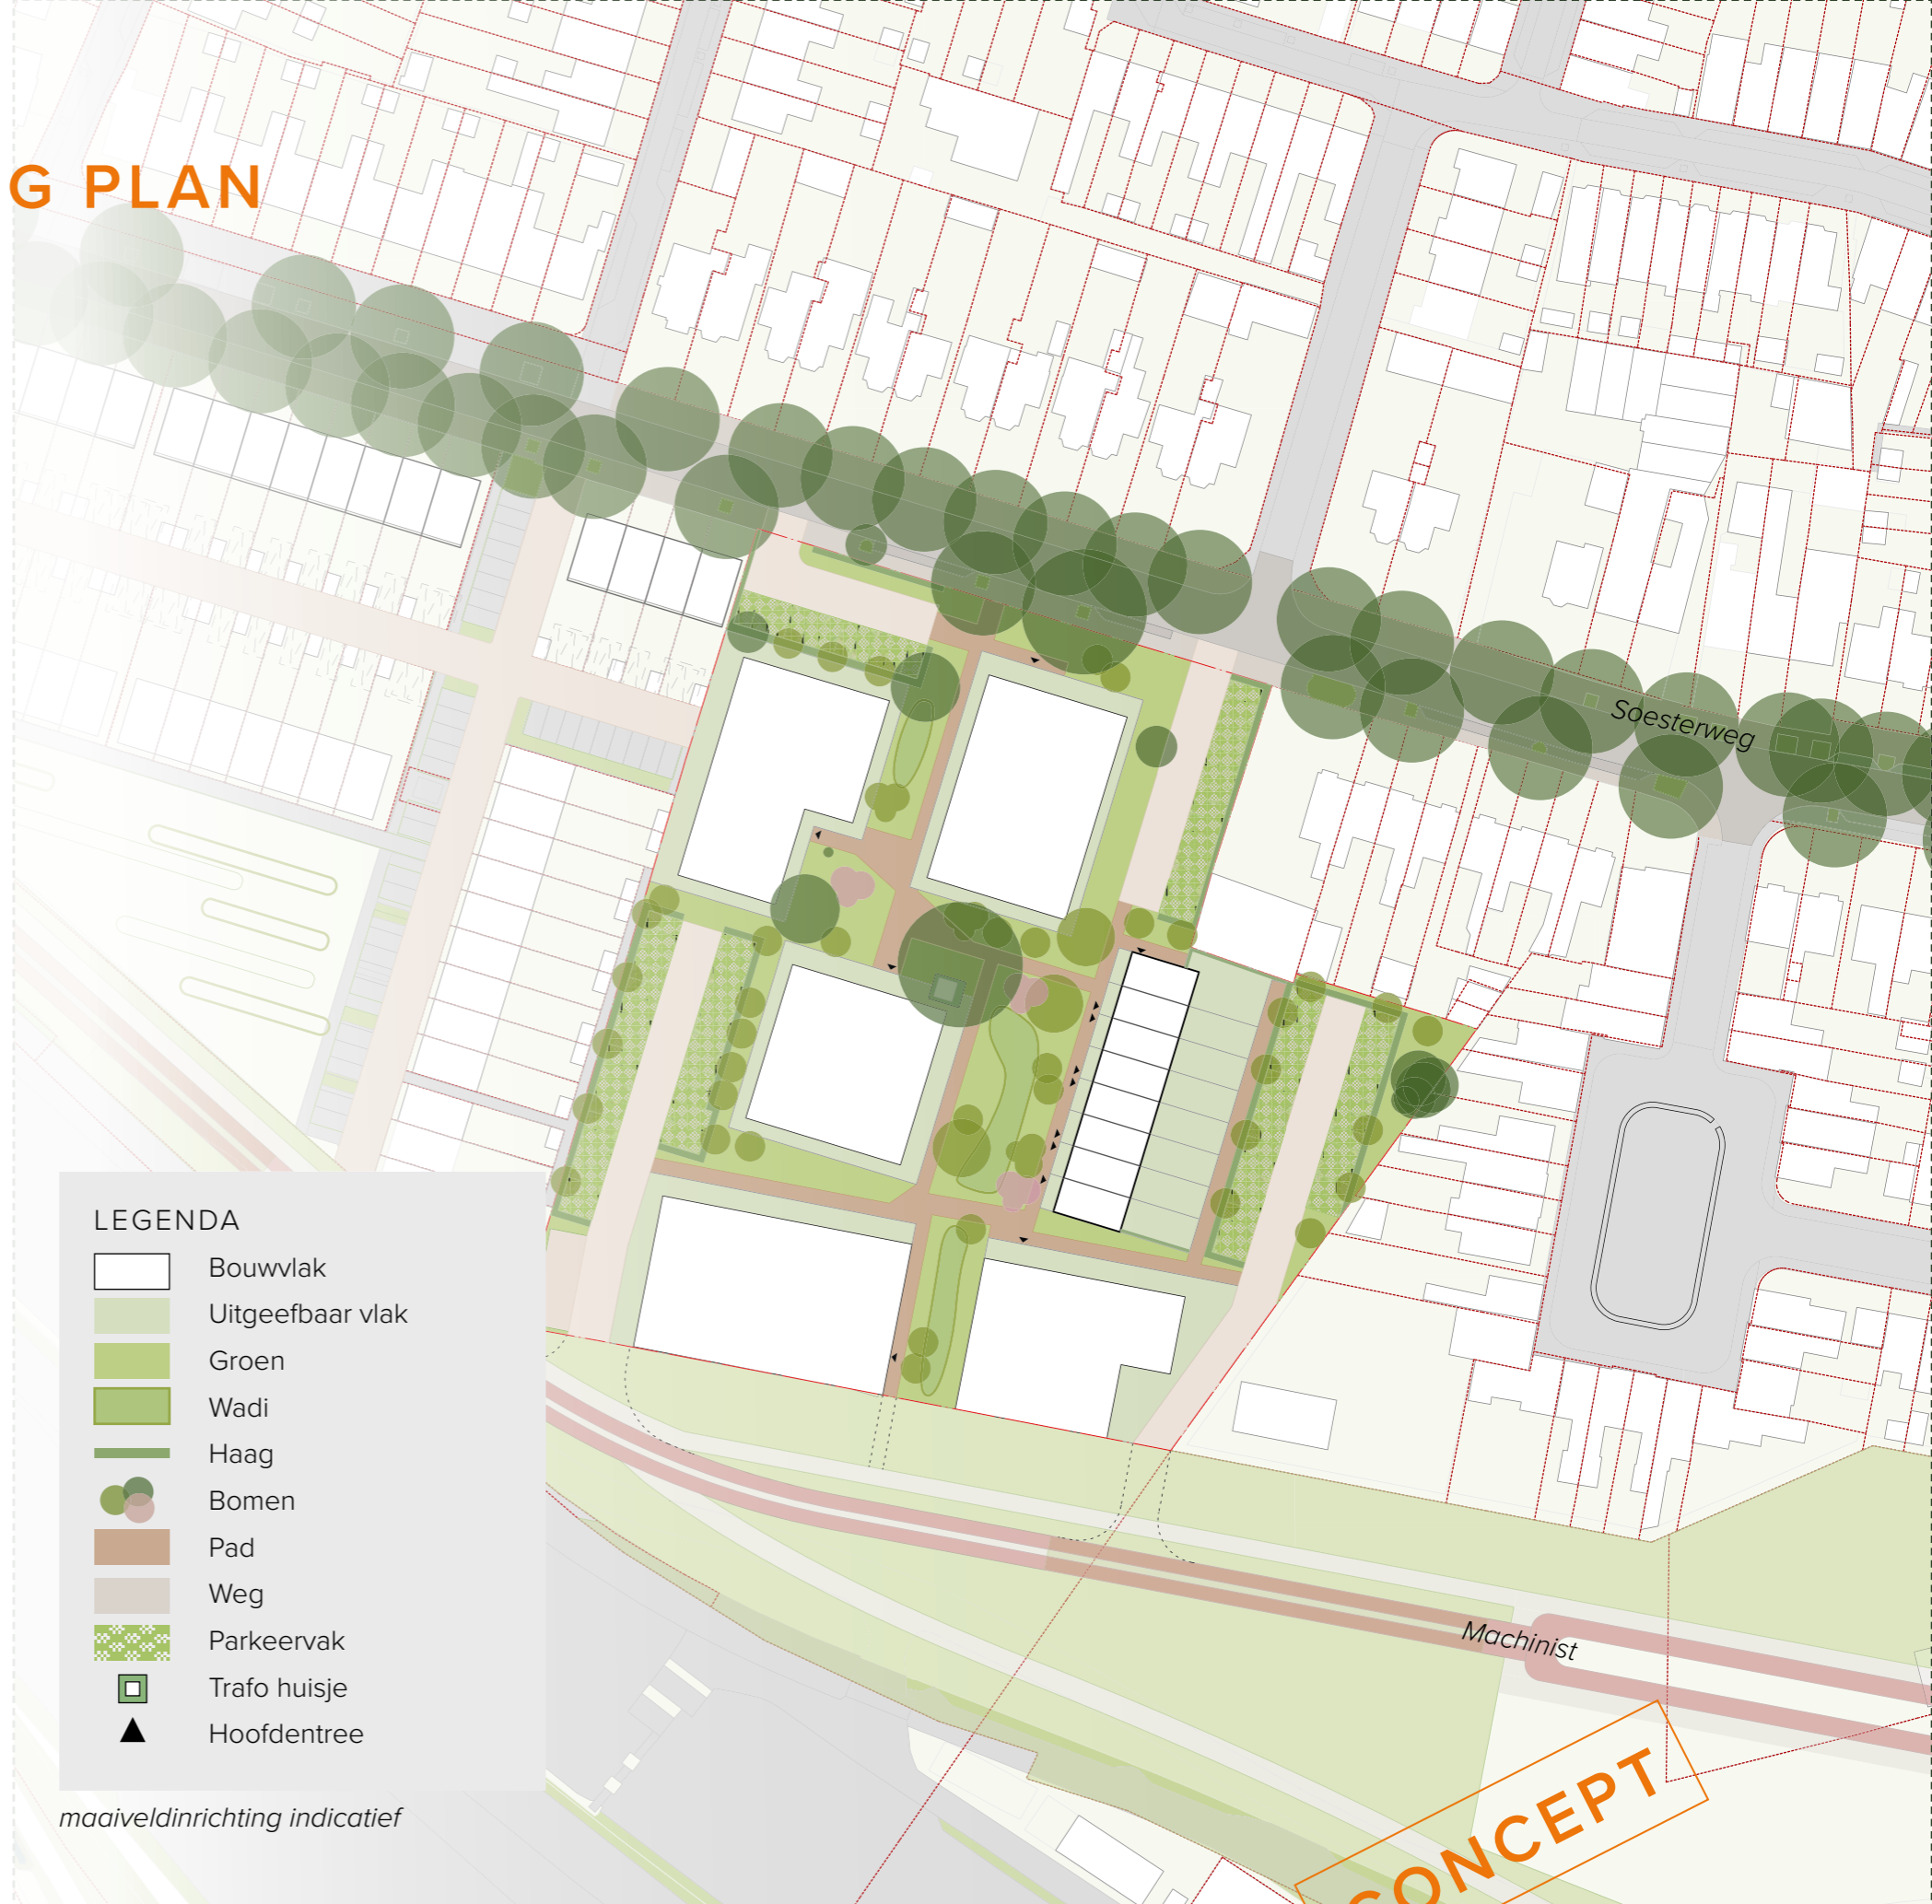 G PLAN
Soesterweg
LEGENDA
Bouwvlak
Uitgeefbaar vlak
Groen
Wadi
Haag
Bomen
Pad
Weg
Parkeervak
Trafo huisje
Hoofdentree
maaiveldinrichting indicatief
Machinist
CONCEPT